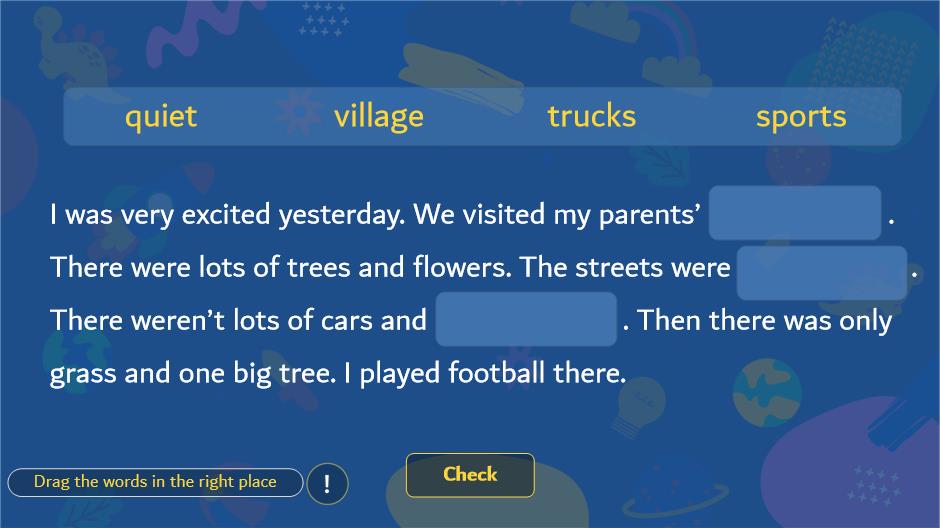 quiet village trucks sports
I was very excited yesterday. We visited my parents’ .
There were lots of trees and flowers. The streets were .
There weren’t lots of cars and . Then there was only
grass and one big tree. I played football there.
Drag the words in the right place ! Check